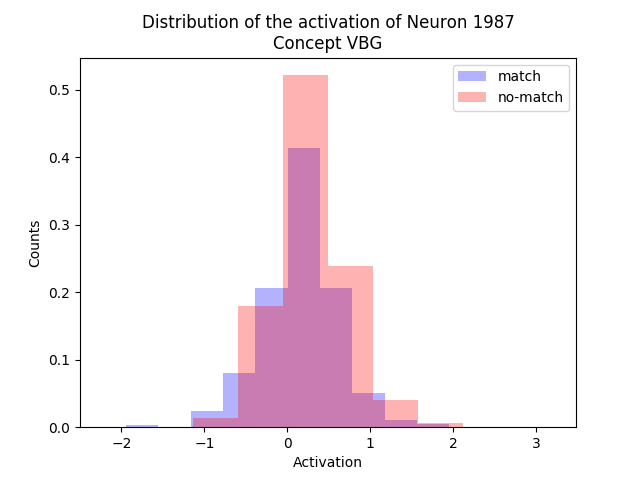 Distribution of the activation of Neuron 1987
Concept VBG
match
no-match
Counts
0.5
0.4
0.3
0.2
0.1
0.0
−2
−1
0
1
2
3
Activation